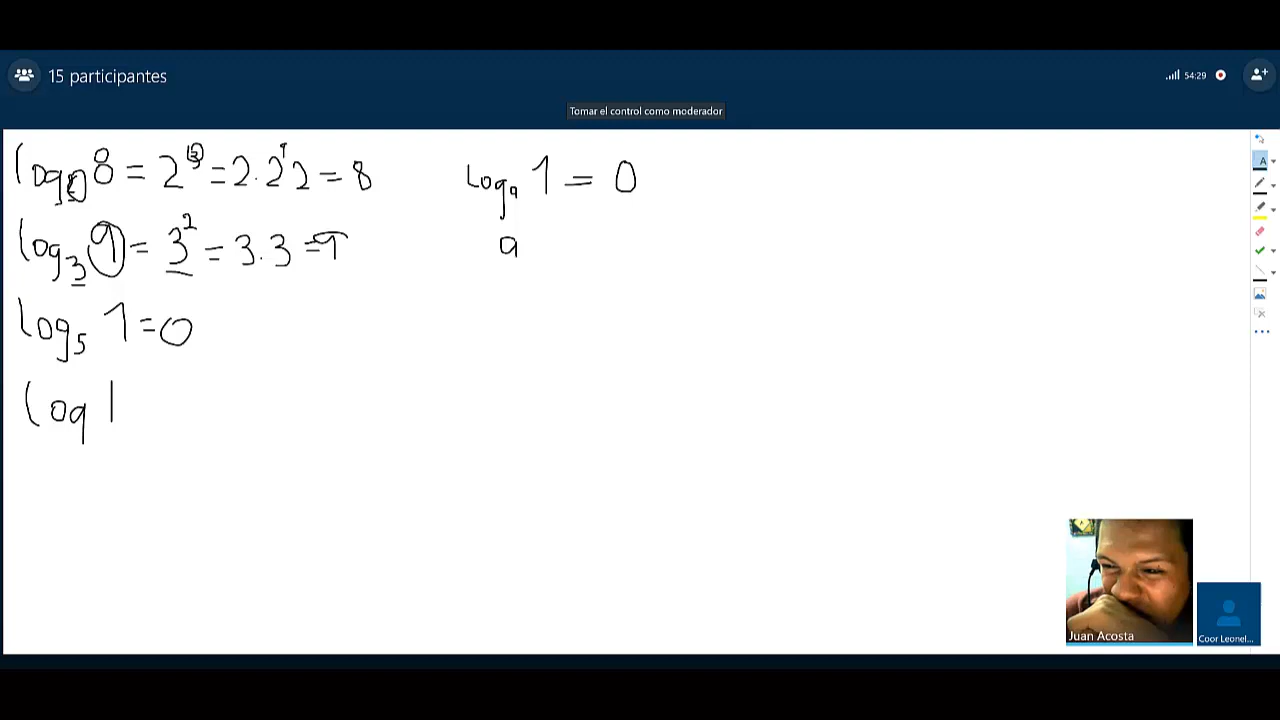 15 participantes
54:29
Tomar el control como moderador
log₂ 8 = 2³ = 2·2·2 = 8
log₃ 9 = 3² = 3.3 = 9
log₅ 1 = 0
log 1
Logₐ 1 = 0
a
A
Juan Acosta
Coor Leonel...